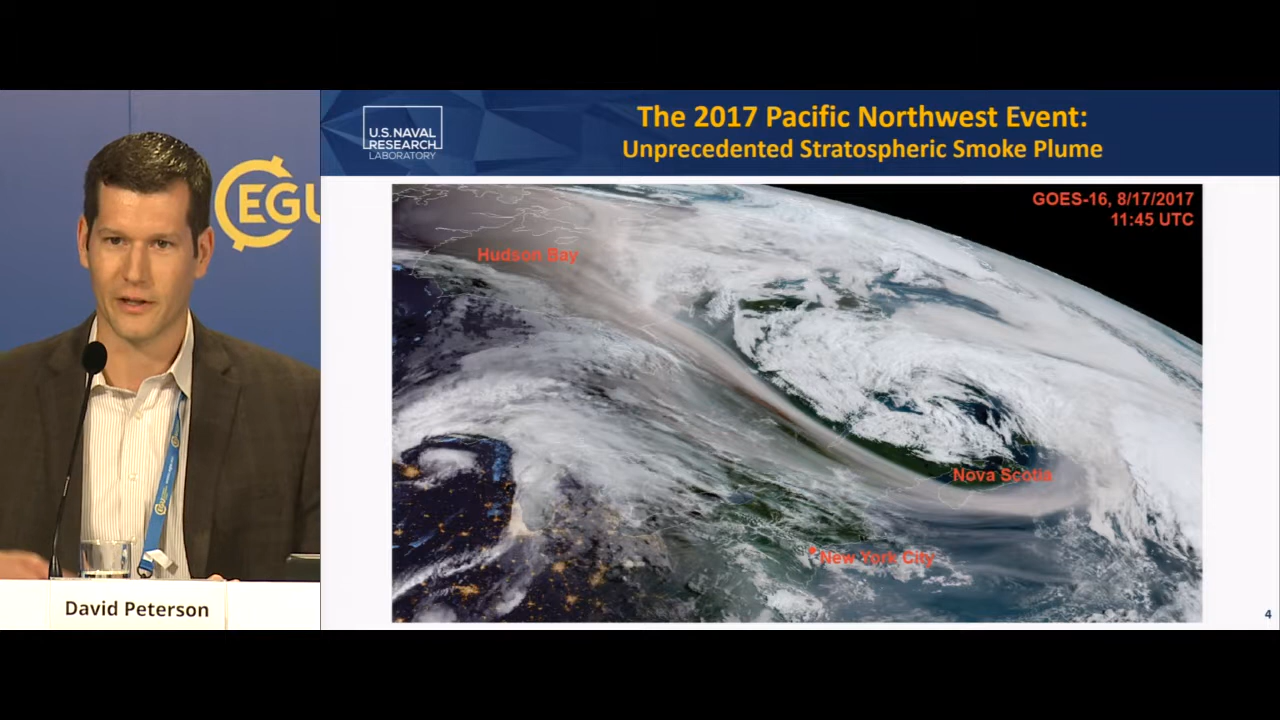 EGU
David Peterson
U.S. NAVAL
RESEARCH
LABORATORY
The 2017 Pacific Northwest Event:
Unprecedented Stratospheric Smoke Plume
GOES-16, 8/17/2017
11:45 UTC
Hudson Bay
Nova Scotia
New York City
4